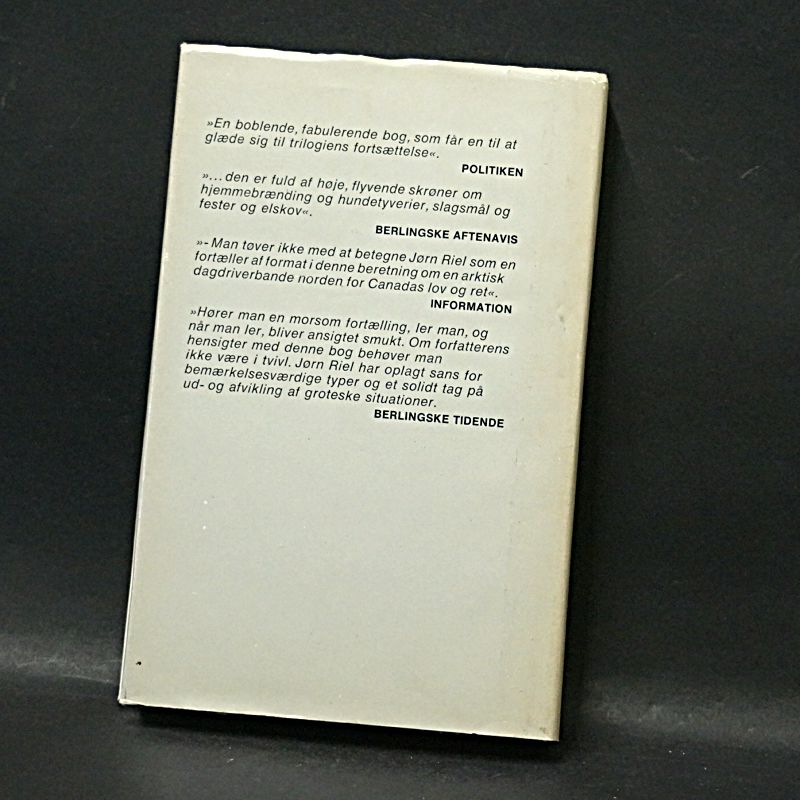 »En boblende, fabulerende bog, som får en til at
glæde sig til trilogiens fortsættelse«.
POLITIKEN
»...den er fuld af høje, flyvende skrøner om
hjemmebrænding og hundetyverier, slagsmål og
fester og elskov«.
BERLINGSKE AFTENAVIS
»- Man tøver ikke med at betegne Jørn Riel som en
fortæller af format i denne beretning om en arktisk
dagdriverbande norden for Canadas lov og ret«.
INFORMATION
»Hører man en morsom fortælling, ler man, og
når man ler, bliver ansigtet smukt. Om forfatterens
hensigter med denne bog behøver man
ikke være i tvivl. Jørn Riel har oplagt sans for
bemærkelsesværdige typer og et solidt tag på
ud- og afvikling af groteske situationer.
BERLINGSKE TIDENDE